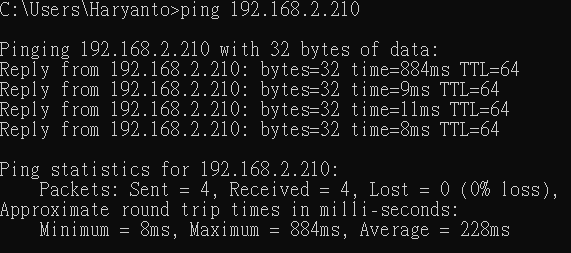 C:\Users\Haryanto>ping 192.168.2.210
Pinging 192.168.2.210 with 32 bytes of data:
Reply from 192.168.2.210: bytes=32 time=884ms TTL=64
Reply from 192.168.2.210: bytes=32 time=9ms TTL=64
Reply from 192.168.2.210: bytes=32 time=11ms TTL=64
Reply from 192.168.2.210: bytes=32 time=8ms TTL=64
Ping statistics for 192.168.2.210:
Packets: Sent = 4, Received = 4, Lost = 0 (0% loss),
Approximate round trip times in milli-seconds:
Minimum = 8ms, Maximum = 884ms, Average = 228ms